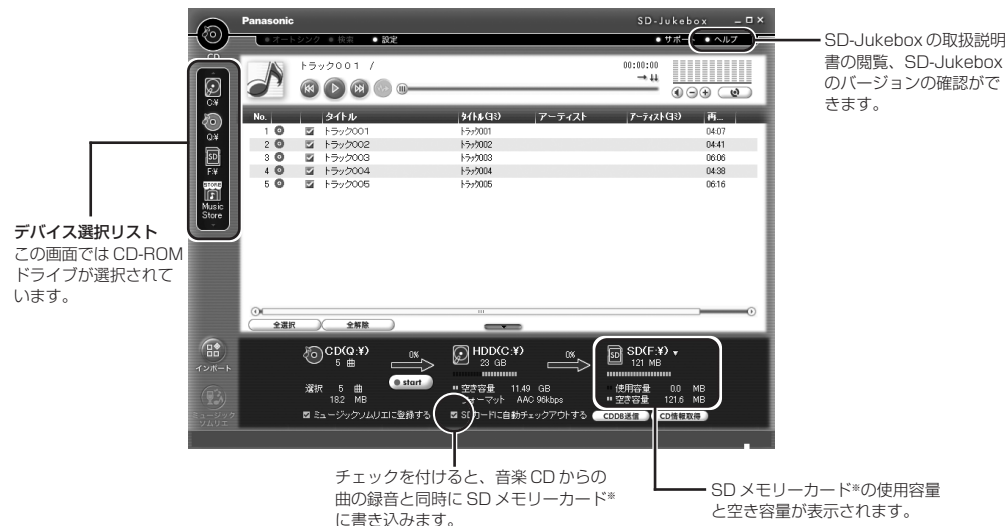 Panasonic
SD-Jukebox
● オートシンク ● 検索 ● 設定
● サポート ● ヘルプ
CD
C:¥
Q:¥
F:¥
STORE
Music
Store
トラック001 /
00:00:00
No. タイトル タイトル(ヨミ) アーティスト アーティスト(ヨミ) 再...
1 トラック001 トラック001 04:07
2 トラック002 トラック002 04:41
3 トラック003 トラック003 06:06
4 トラック004 トラック004 04:38
5 トラック005 トラック005 06:16
全選択 全解除
インポート
ミュージック
ソムリエ
CD(Q:¥)
5 曲
0%
HDD(C:¥)
23 GB
0%
SD
SD(F:¥) ▼
121 MB
選択 5 曲
18.2 MB
start
空き容量 11.49 GB
フォーマット AAC 96kbps
使用容量 0.0 MB
空き容量 121.6 MB
ミュージックソムリエに登録する
SDカードに自動チェックアウトする
CDDB送信
CD情報取得
SD-Jukebox の取扱説明
書の閲覧、SD-Jukebox
のバージョンの確認がで
きます。
デバイス選択リスト
この画面では CD-ROM
ドライブが選択されて
います。
チェックを付けると、音楽 CD からの
曲の録音と同時に SD メモリーカード※
に書き込みます。
SD メモリーカード※の使用容量
と空き容量が表示されます。